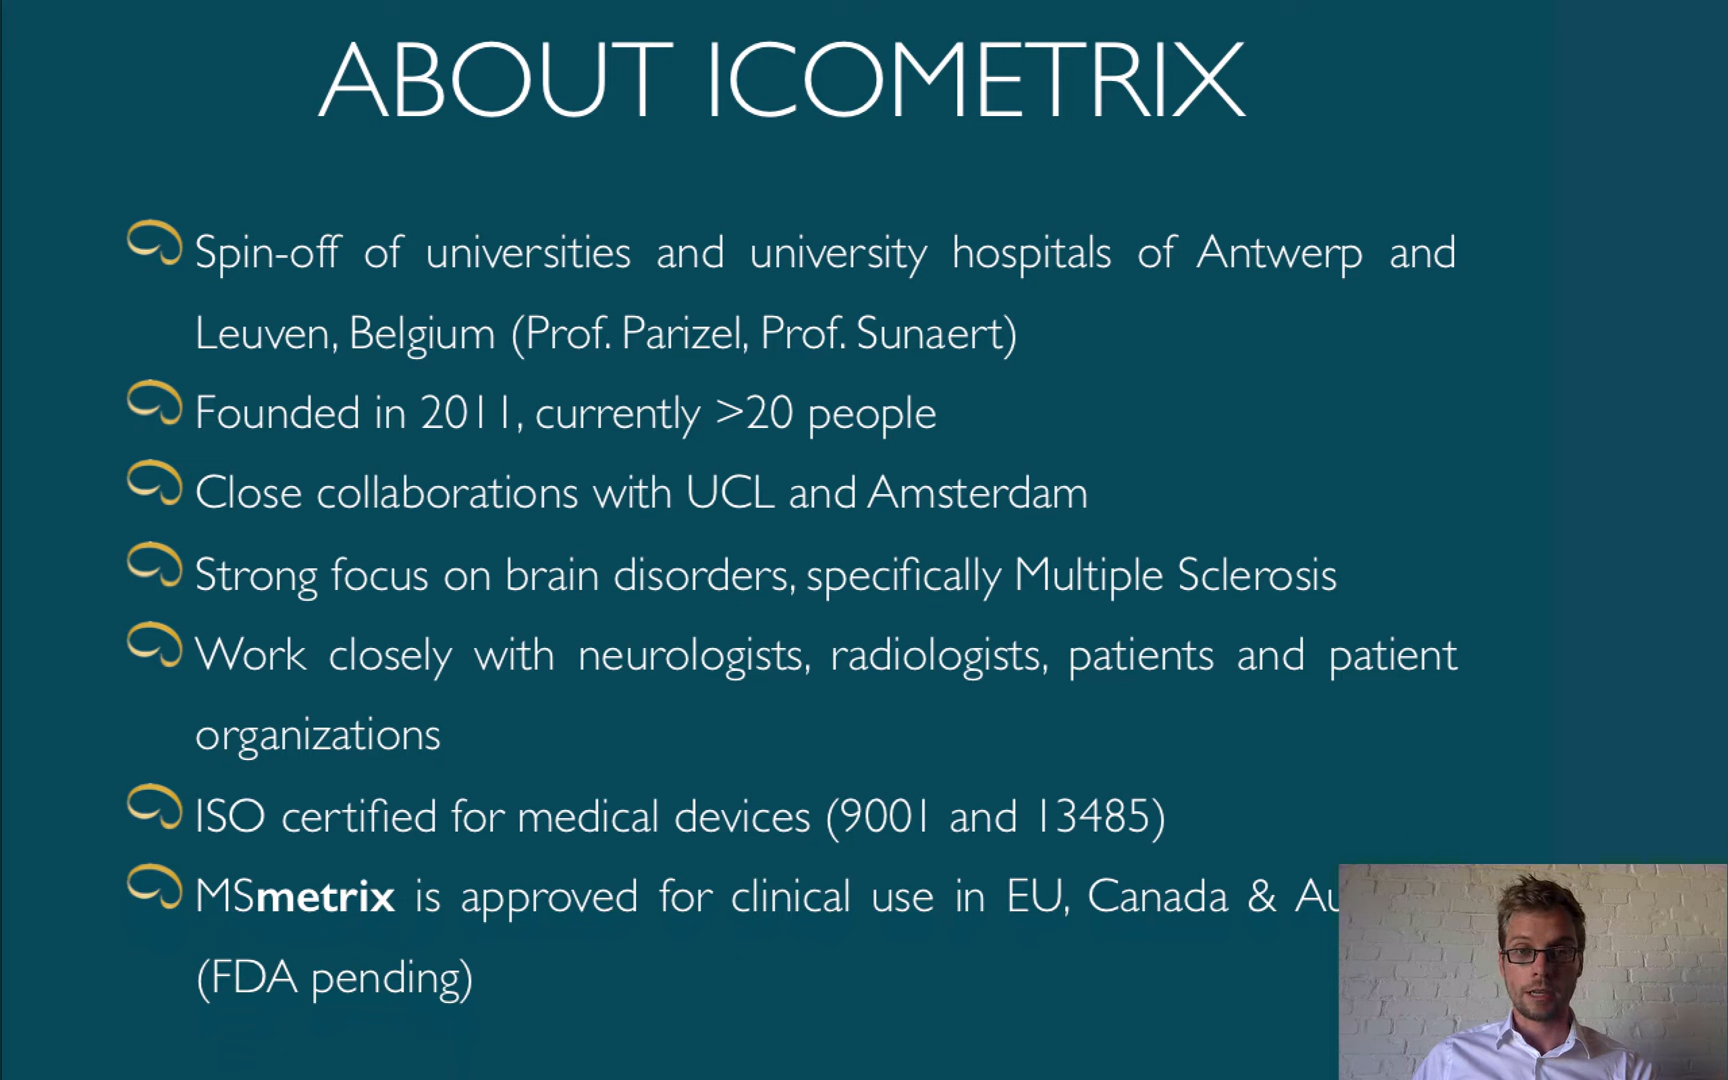 ABOUT ICOMETRIX
Spin-off of universities and university hospitals of Antwerp and
Leuven, Belgium (Prof. Parizel, Prof. Sunaert)
Founded in 2011, currently >20 people
Close collaborations with UCL and Amsterdam
Strong focus on brain disorders, specifically Multiple Sclerosis
Work closely with neurologists, radiologists, patients and patient
organizations
ISO certified for medical devices (9001 and 13485)
MSmetrix is approved for clinical use in EU, Canada &
(FDA pending)